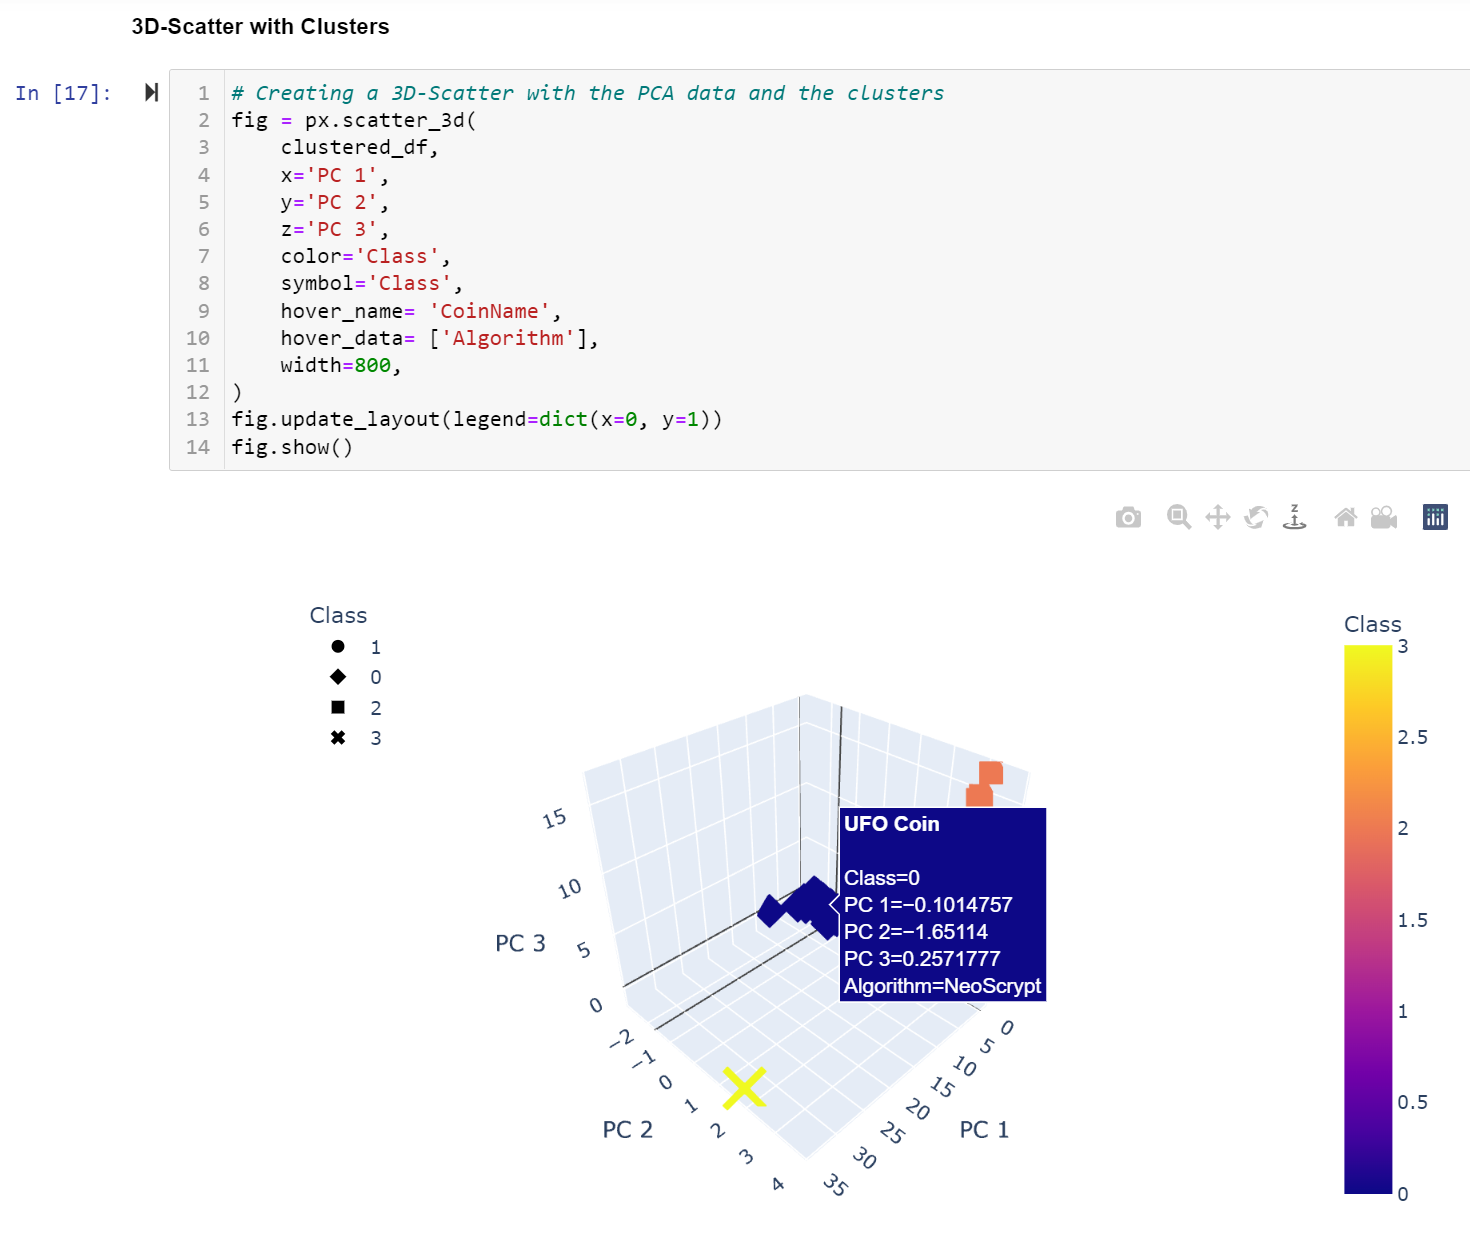 3D-Scatter with Clusters
In [17]:
1 # Creating a 3D-Scatter with the PCA data and the clusters
2 fig = px.scatter_3d(
3     clustered_df,
4     x='PC 1',
5     y='PC 2',
6     z='PC 3',
7     color='Class',
8     symbol='Class',
9     hover_name= 'CoinName',
10     hover_data= ['Algorithm'],
11     width=800,
12 )
13 fig.update_layout(legend=dict(x=0, y=1))
14 fig.show()
z
Class
1
0
2
3
Class
3
2.5
2
1.5
1
0.5
0
UFO Coin
Class=0
PC 1=−0.1014757
PC 2=−1.65114
PC 3=0.2571777
Algorithm=NeoScrypt
15
10
5
0
PC 3
−2
−1
0
1
2
3
4
PC 2
0
5
10
15
20
25
30
35
PC 1